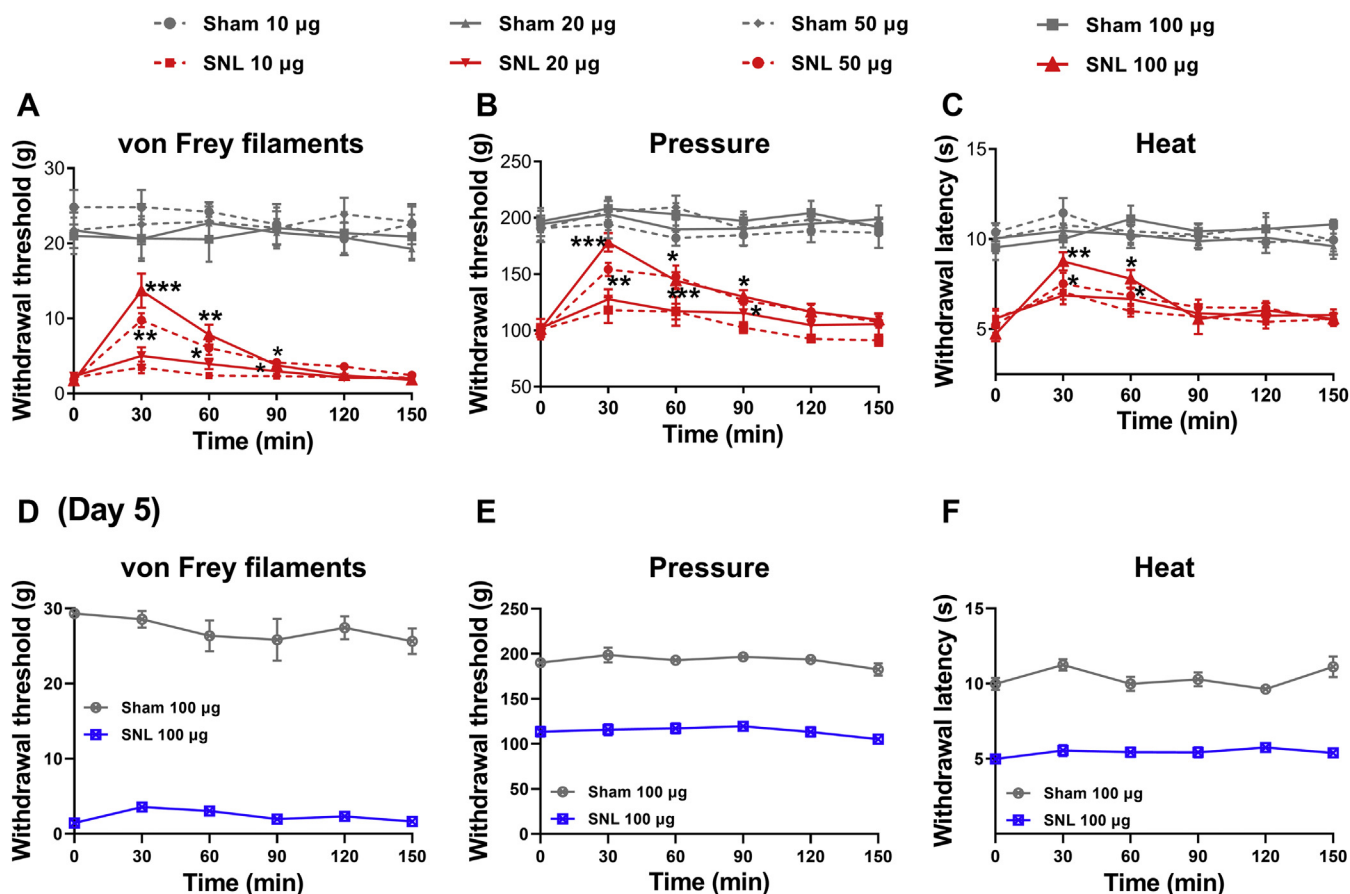 Sham 10 µg Sham 20 µg Sham 50 µg Sham 100 µg
SNL 10 µg SNL 20 µg SNL 50 µg SNL 100 µg
A
von Frey filaments
Withdrawal threshold (g)
30
20
10
0
***
**
**
*
*
*
0 30 60 90 120 150
Time (min)
B
Pressure
Withdrawal threshold (g)
250
200
150
100
50
***
*
**
***
*
*
0 30 60 90 120 150
Time (min)
C
Heat
Withdrawal latency (s)
15
10
5
**
*
*
*
0 30 60 90 120 150
Time (min)
D (Day 5)
von Frey filaments
Withdrawal threshold (g)
30
20
10
0
Sham 100 µg
SNL 100 µg
0 30 60 90 120 150
Time (min)
E
Pressure
Withdrawal threshold (g)
250
200
150
100
50
0
Sham 100 µg
SNL 100 µg
0 30 60 90 120 150
Time (min)
F
Heat
Withdrawal latency (s)
15
10
5
Sham 100 µg
SNL 100 µg
0 30 60 90 120 150
Time (min)